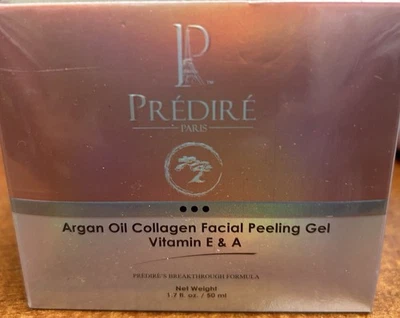 P
PRÉDIRÉ
PARIS
Argan Oil Collagen Facial Peeling Gel
Vitamin E & A
PREDIRE'S BREAKTHROUGH FORMULA
Net Weight
1.7 fl. oz. / 50 ml